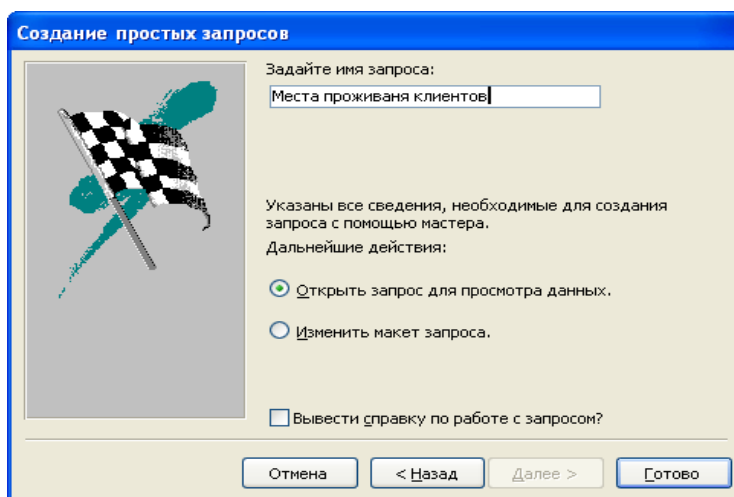 Создание простых запросов
Задайте имя запроса:
Места проживаня клиентов
Указаны все сведения, необходимые для создания
запроса с помощью мастера.
Дальнейшие действия:
Открыть запрос для просмотра данных.
Изменить макет запроса.
Вывести справку по работе с запросом?
Отмена
< Назад
Далее >
Готово